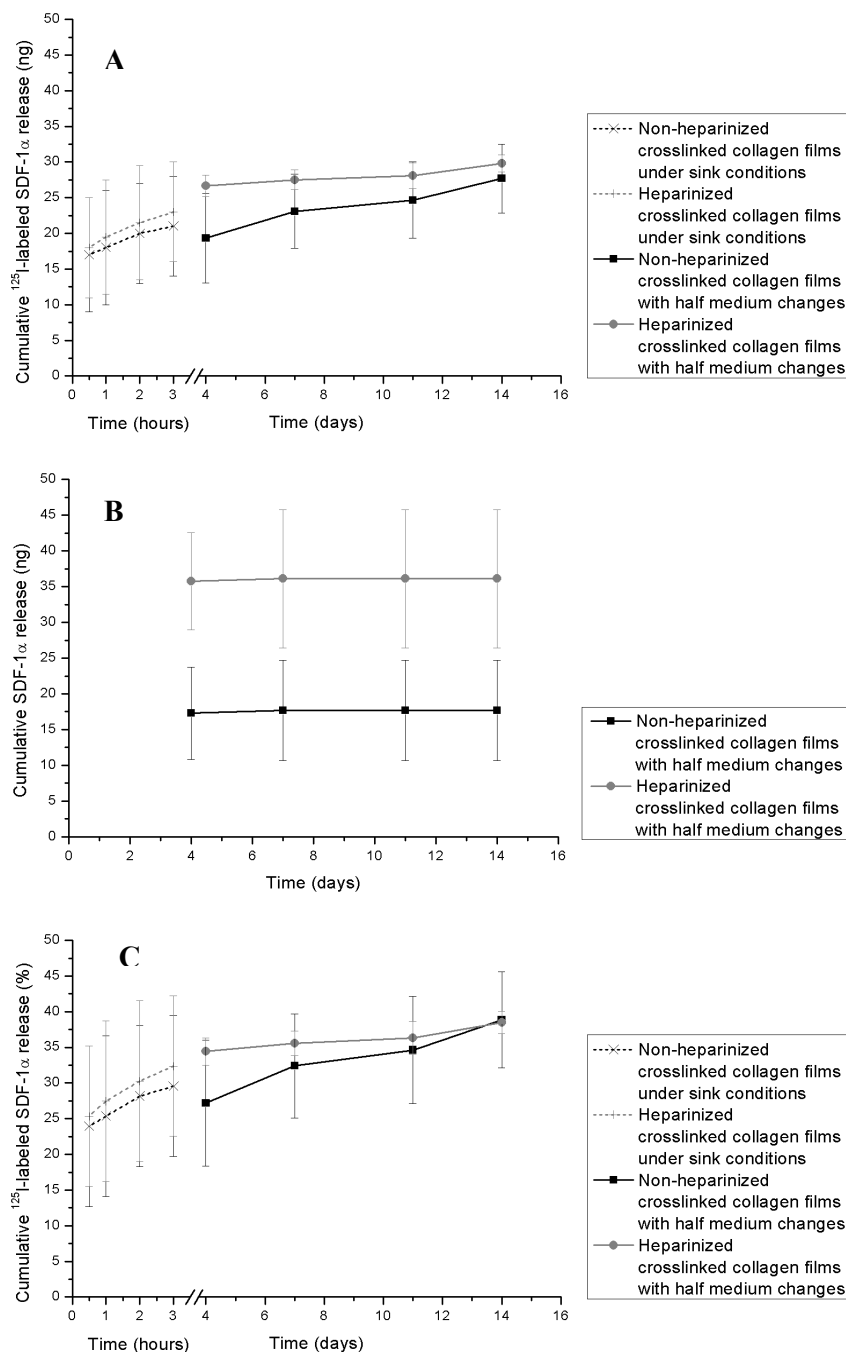 A
Cumulative ¹²⁵I-labeled SDF-1α release (ng)
50
45
40
35
30
25
20
15
10
5
0
0 1 2 3 4 6 8 10 12 14 16
Time (hours) Time (days)
Non-heparinized
crosslinked collagen films
under sink conditions
Heparinized
crosslinked collagen films
under sink conditions
Non-heparinized
crosslinked collagen films
with half medium changes
Heparinized
crosslinked collagen films
with half medium changes
B
Cumulative SDF-1α release (ng)
50
45
40
35
30
25
20
15
10
5
0
0 2 4 6 8 10 12 14 16
Time (days)
Non-heparinized
crosslinked collagen films
with half medium changes
Heparinized
crosslinked collagen films
with half medium changes
C
Cumulative ¹²⁵I-labeled SDF-1α release (%)
50
45
40
35
30
25
20
15
10
5
0
0 1 2 3 4 6 8 10 12 14 16
Time (hours) Time (days)
Non-heparinized
crosslinked collagen films
under sink conditions
Heparinized
crosslinked collagen films
under sink conditions
Non-heparinized
crosslinked collagen films
with half medium changes
Heparinized
crosslinked collagen films
with half medium changes